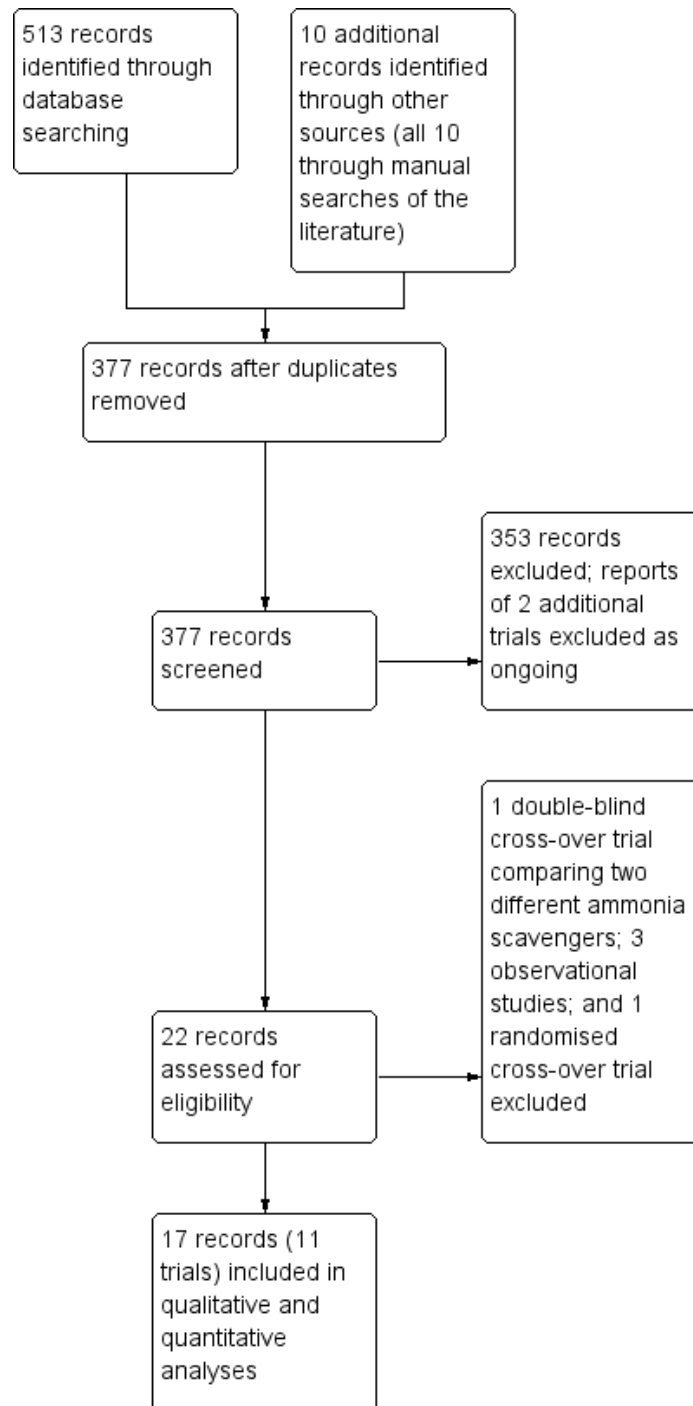 513 records
identified through
database
searching
10 additional
records identified
through other
sources (all 10
through manual
searches of the
literature)
377 records after duplicates
removed
353 records
excluded; reports
of 2 additional
trials excluded as
ongoing
377 records
screened
1 double-blind
cross-over trial
comparing two
different ammonia
scavengers; 3
observational
studies; and 1
randomised
cross-over trial
excluded
22 records
assessed for
eligibility
17 records (11
trials) included in
qualitative and
quantitative
analyses